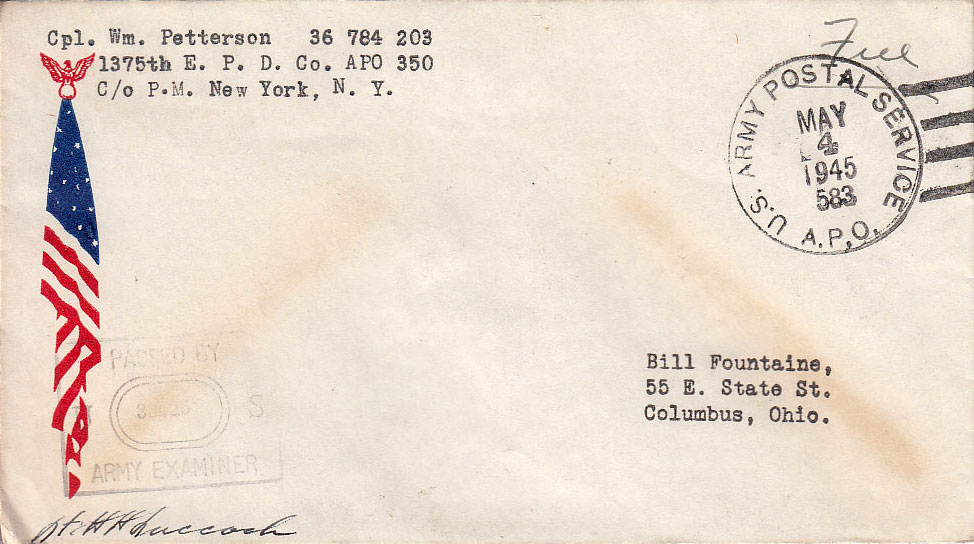 Cpl. Wm. Petterson 36 784 203
1375th E. P. D. Co. APO 350
C/o P.M. New York, N. Y.
Free
U.S. ARMY POSTAL SERVICE
MAY
4
1945
583
A.P.O.
Bill Fountaine,
55 E. State St.
Columbus, Ohio.
PASSED BY
S
ARMY EXAMINER